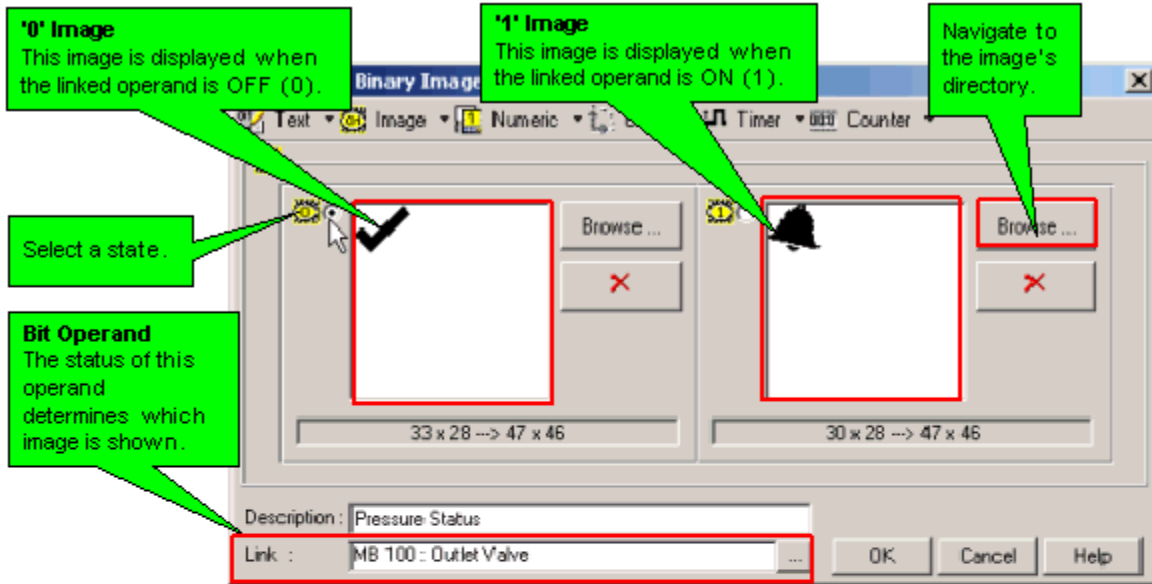 '0' Image
This image is displayed when
the linked operand is OFF (0).
'1' Image
This image is displayed when
the linked operand is ON (1).
Navigate to
the image's
directory.
Binary Imag
Text
Image
Numeric
Timer
Counter
Select a state.
0
Browse ...
1
Browse ...
33 x 28 ---> 47 x 46
30 x 28 ---> 47 x 46
Bit Operand
The status of this
operand
determines which
image is shown.
Description :
Pressure Status
Link :
MB 100 :: Outlet Valve
...
OK
Cancel
Help